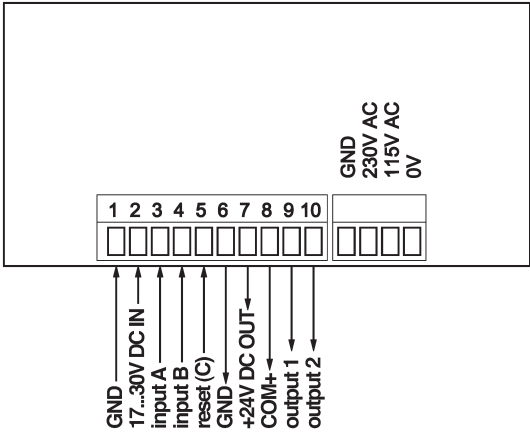 GND
230V AC
115V AC
0V
1 2 3 4 5 6 7 8 9 10
GND
17...30V DC IN
input A
input B
reset (C)
GND
+24V DC OUT
COM+
output 1
output 2